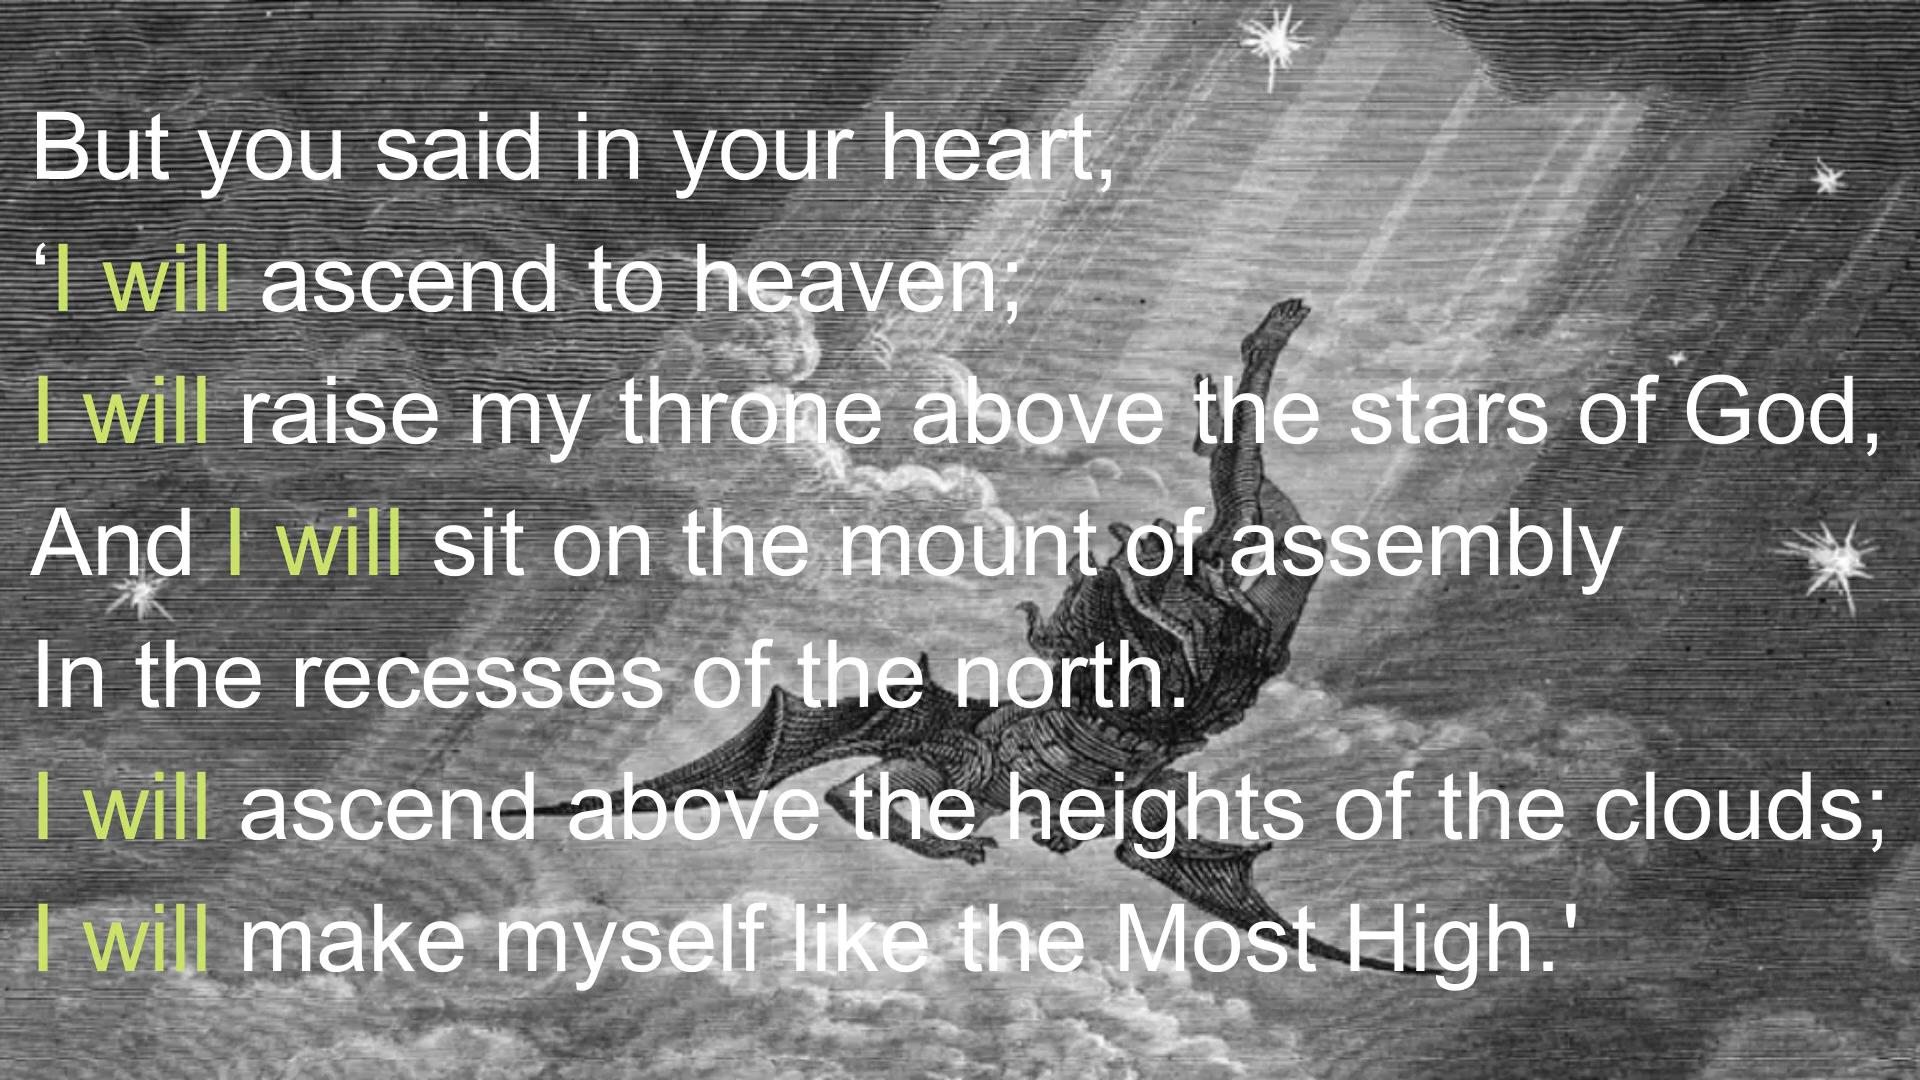 But you said in your heart,
‘I will ascend to heaven;
I will raise my throne above the stars of God,
And I will sit on the mount of assembly
In the recesses of the north.
I will ascend above the heights of the clouds;
I will make myself like the Most High.'